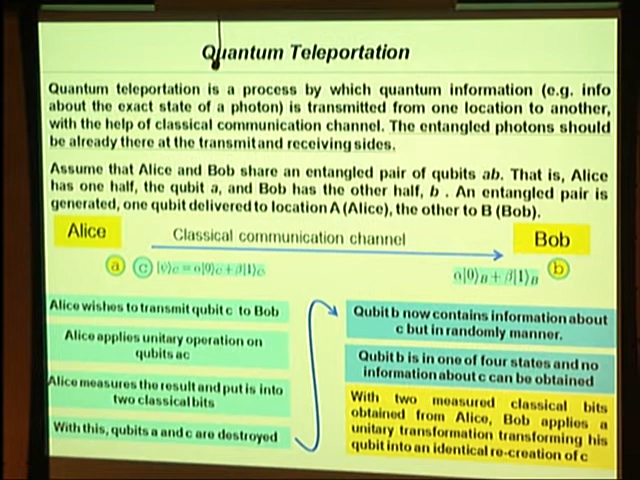 Quantum Teleportation
Quantum teleportation is a process by which quantum information (e.g. info
about the exact state of a photon) is transmitted from one location to another,
with the help of classical communication channel. The entangled photons should
be already there at the transmit and receiving sides.
Assume that Alice and Bob share an entangled pair of qubits ab. That is, Alice
has one half, the qubit a, and Bob has the other half, b . An entangled pair is
generated, one qubit delivered to location A (Alice), the other to B (Bob).
Alice
Classical communication channel
Bob
a
c
|ψ⟩C = α|0⟩C + β|1⟩C
α|0⟩B + β|1⟩B
b
Alice wishes to transmit qubit c to Bob
Alice applies unitary operation on
qubits ac
Alice measures the result and put is into
two classical bits
With this, qubits a and c are destroyed
Qubit b now contains information about
c but in randomly manner.
Qubit b is in one of four states and no
information about c can be obtained
With two measured classical bits
obtained from Alice, Bob applies a
unitary transformation transforming his
qubit into an identical re-creation of c